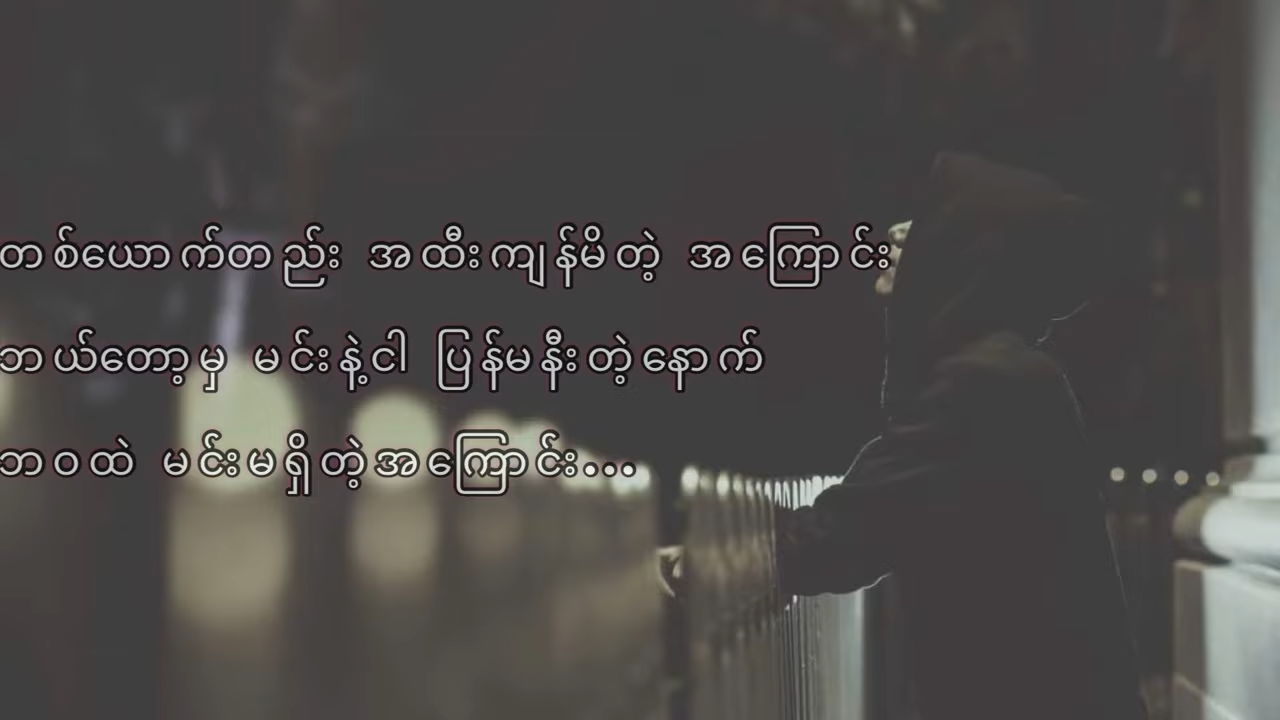 တစ်ယောက်တည်း အထီးကျန်မိတဲ့ အကြောင်း
ဘယ်တော့မှ မင်းနဲ့ငါ ပြန်မနီးတဲ့နောက်
ဘဝထဲ မင်းမရှိတဲ့အကြောင်း...